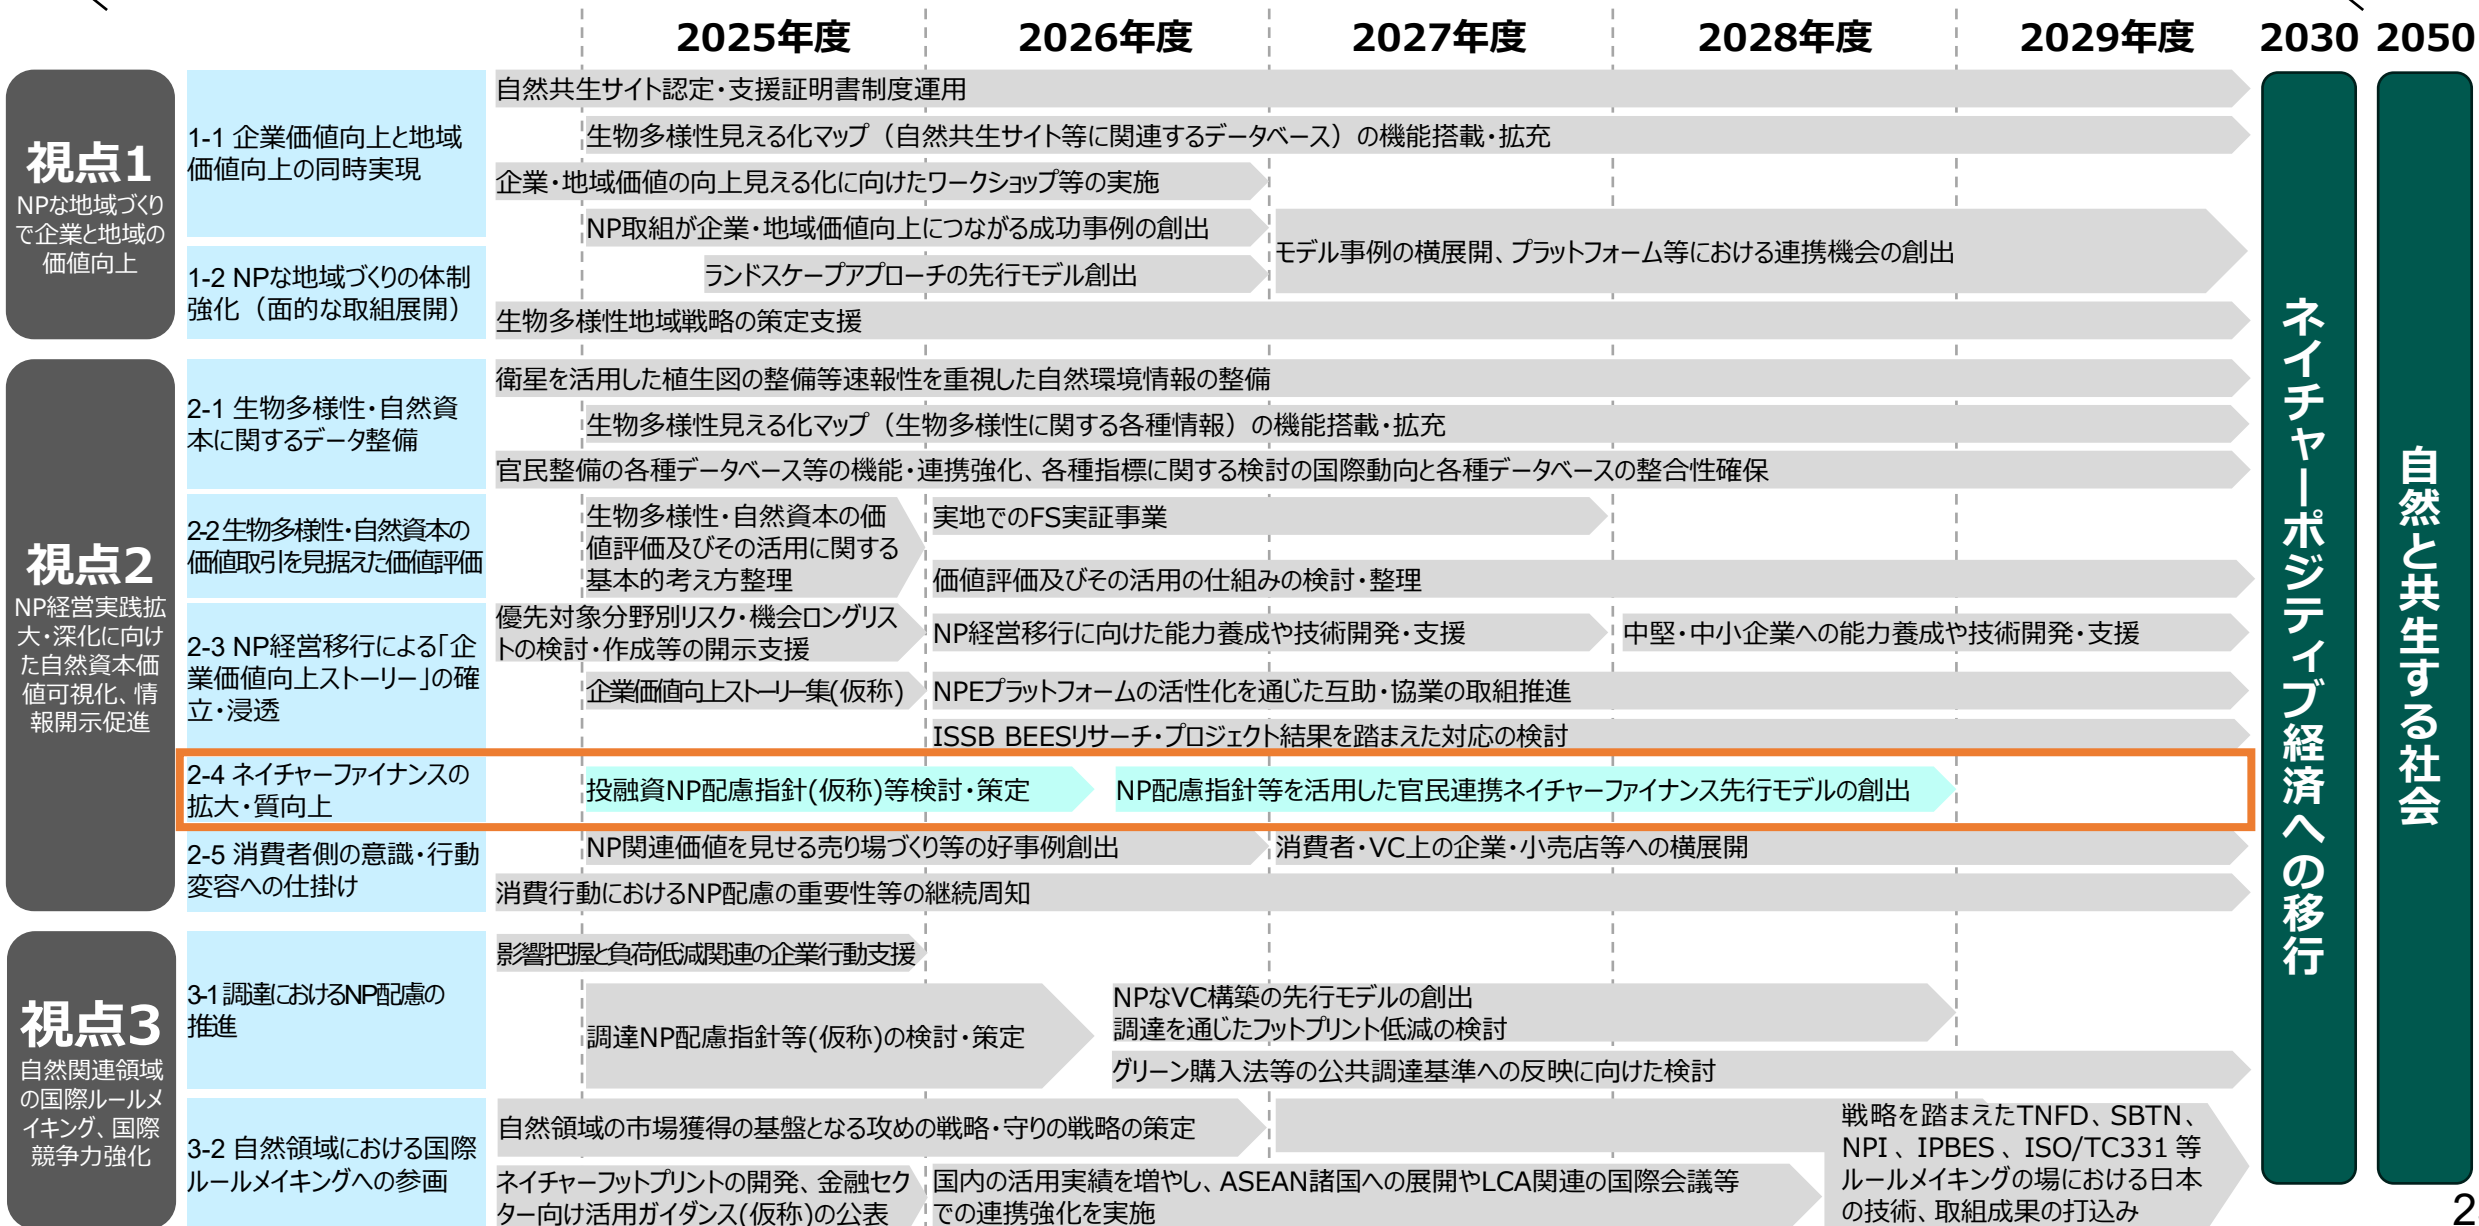 2025年度
2026年度
2027年度
2028年度
2029年度
2030
2050
視点1
NPな地域づくり
で企業と地域の
価値向上
1-1 企業価値向上と地域
価値向上の同時実現
自然共生サイト認定・支援証明書制度運用
生物多様性見える化マップ（自然共生サイト等に関連するデータベース）の機能搭載・拡充
企業・地域価値の向上見える化に向けたワークショップ等の実施
NP取組が企業・地域価値向上につながる成功事例の創出
モデル事例の横展開、プラットフォーム等における連携機会の創出
1-2 NPな地域づくりの体制
強化（面的な取組展開）
ランドスケープアプローチの先行モデル創出
生物多様性地域戦略の策定支援
視点2
NP経営実践拡
大・深化に向け
た自然資本価
値可視化、情
報開示促進
2-1 生物多様性・自然資
本に関するデータ整備
衛星を活用した植生図の整備等速報性を重視した自然環境情報の整備
生物多様性見える化マップ（生物多様性に関する各種情報）の機能搭載・拡充
官民整備の各種データベース等の機能・連携強化、各種指標に関する検討の国際動向と各種データベースの整合性確保
2-2 生物多様性・自然資本の
価値取引を見据えた価値評価
生物多様性・自然資本の価
値評価及びその活用に関する
基本的考え方整理
実地でのFS実証事業
価値評価及びその活用の仕組みの検討・整理
2-3 NP経営移行による「企
業価値向上ストーリー」の確
立・浸透
優先対象分野別リスク・機会ロングリス
トの検討・作成等の開示支援
NP経営移行に向けた能力養成や技術開発・支援
中堅・中小企業への能力養成や技術開発・支援
企業価値向上ストーリー集(仮称)
NPEプラットフォームの活性化を通じた互助・協業の取組推進
ISSB BEESリサーチ・プロジェクト結果を踏まえた対応の検討
2-4 ネイチャーファイナンスの
拡大・質向上
投融資NP配慮指針(仮称)等検討・策定
NP配慮指針等を活用した官民連携ネイチャーファイナンス先行モデルの創出
2-5 消費者側の意識・行動
変容への仕掛け
NP関連価値を見せる売り場づくり等の好事例創出
消費者・VC上の企業・小売店等への横展開
消費行動におけるNP配慮の重要性等の継続周知
視点3
自然関連領域
の国際ルールメ
イキング、国際
競争力強化
3-1 調達におけるNP配慮の
推進
影響把握と負荷低減関連の企業行動支援
調達NP配慮指針等(仮称)の検討・策定
NPなVC構築の先行モデルの創出
調達を通じたフットプリント低減の検討
グリーン購入法等の公共調達基準への反映に向けた検討
3-2 自然領域における国際
ルールメイキングへの参画
自然領域の市場獲得の基盤となる攻めの戦略・守りの戦略の策定
戦略を踏まえたTNFD、SBTN、
NPI、IPBES、ISO/TC331 等
ルールメイキングの場における日本
の技術、取組成果の打込み
ネイチャーフットプリントの開発、金融セク
ター向け活用ガイダンス(仮称)の公表
国内の活用実績を増やし、ASEAN諸国への展開やLCA関連の国際会議等
での連携強化を実施
ネイチャーポジティブ経済への移行
自然と共生する社会
2